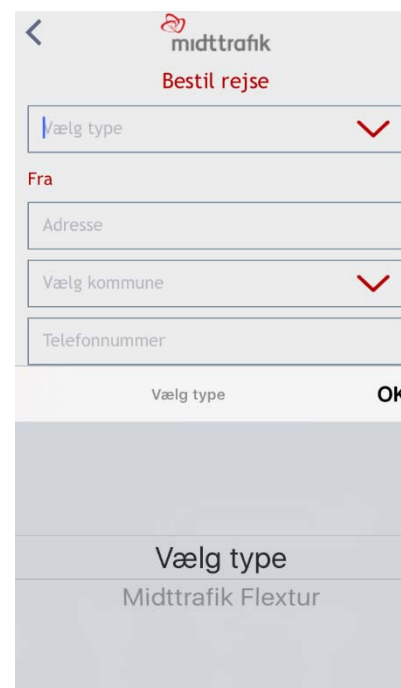 midttrafik
Bestil rejse
Vælg type
Fra
Adresse
Vælg kommune
Telefonnummer
Vælg type OK
Vælg type
Midttrafik Flextur